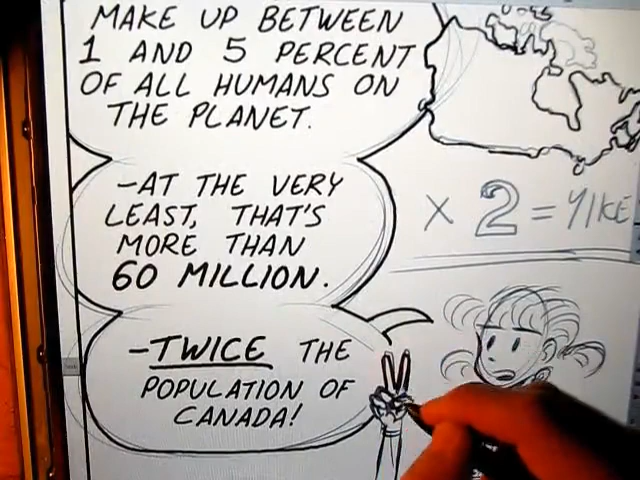 MAKE UP BETWEEN
1 AND 5 PERCENT
OF ALL HUMANS ON
THE PLANET.
-AT THE VERY
LEAST, THAT'S
MORE THAN
60 MILLION.
-TWICE THE
POPULATION OF
CANADA!
X 2 = YIKE